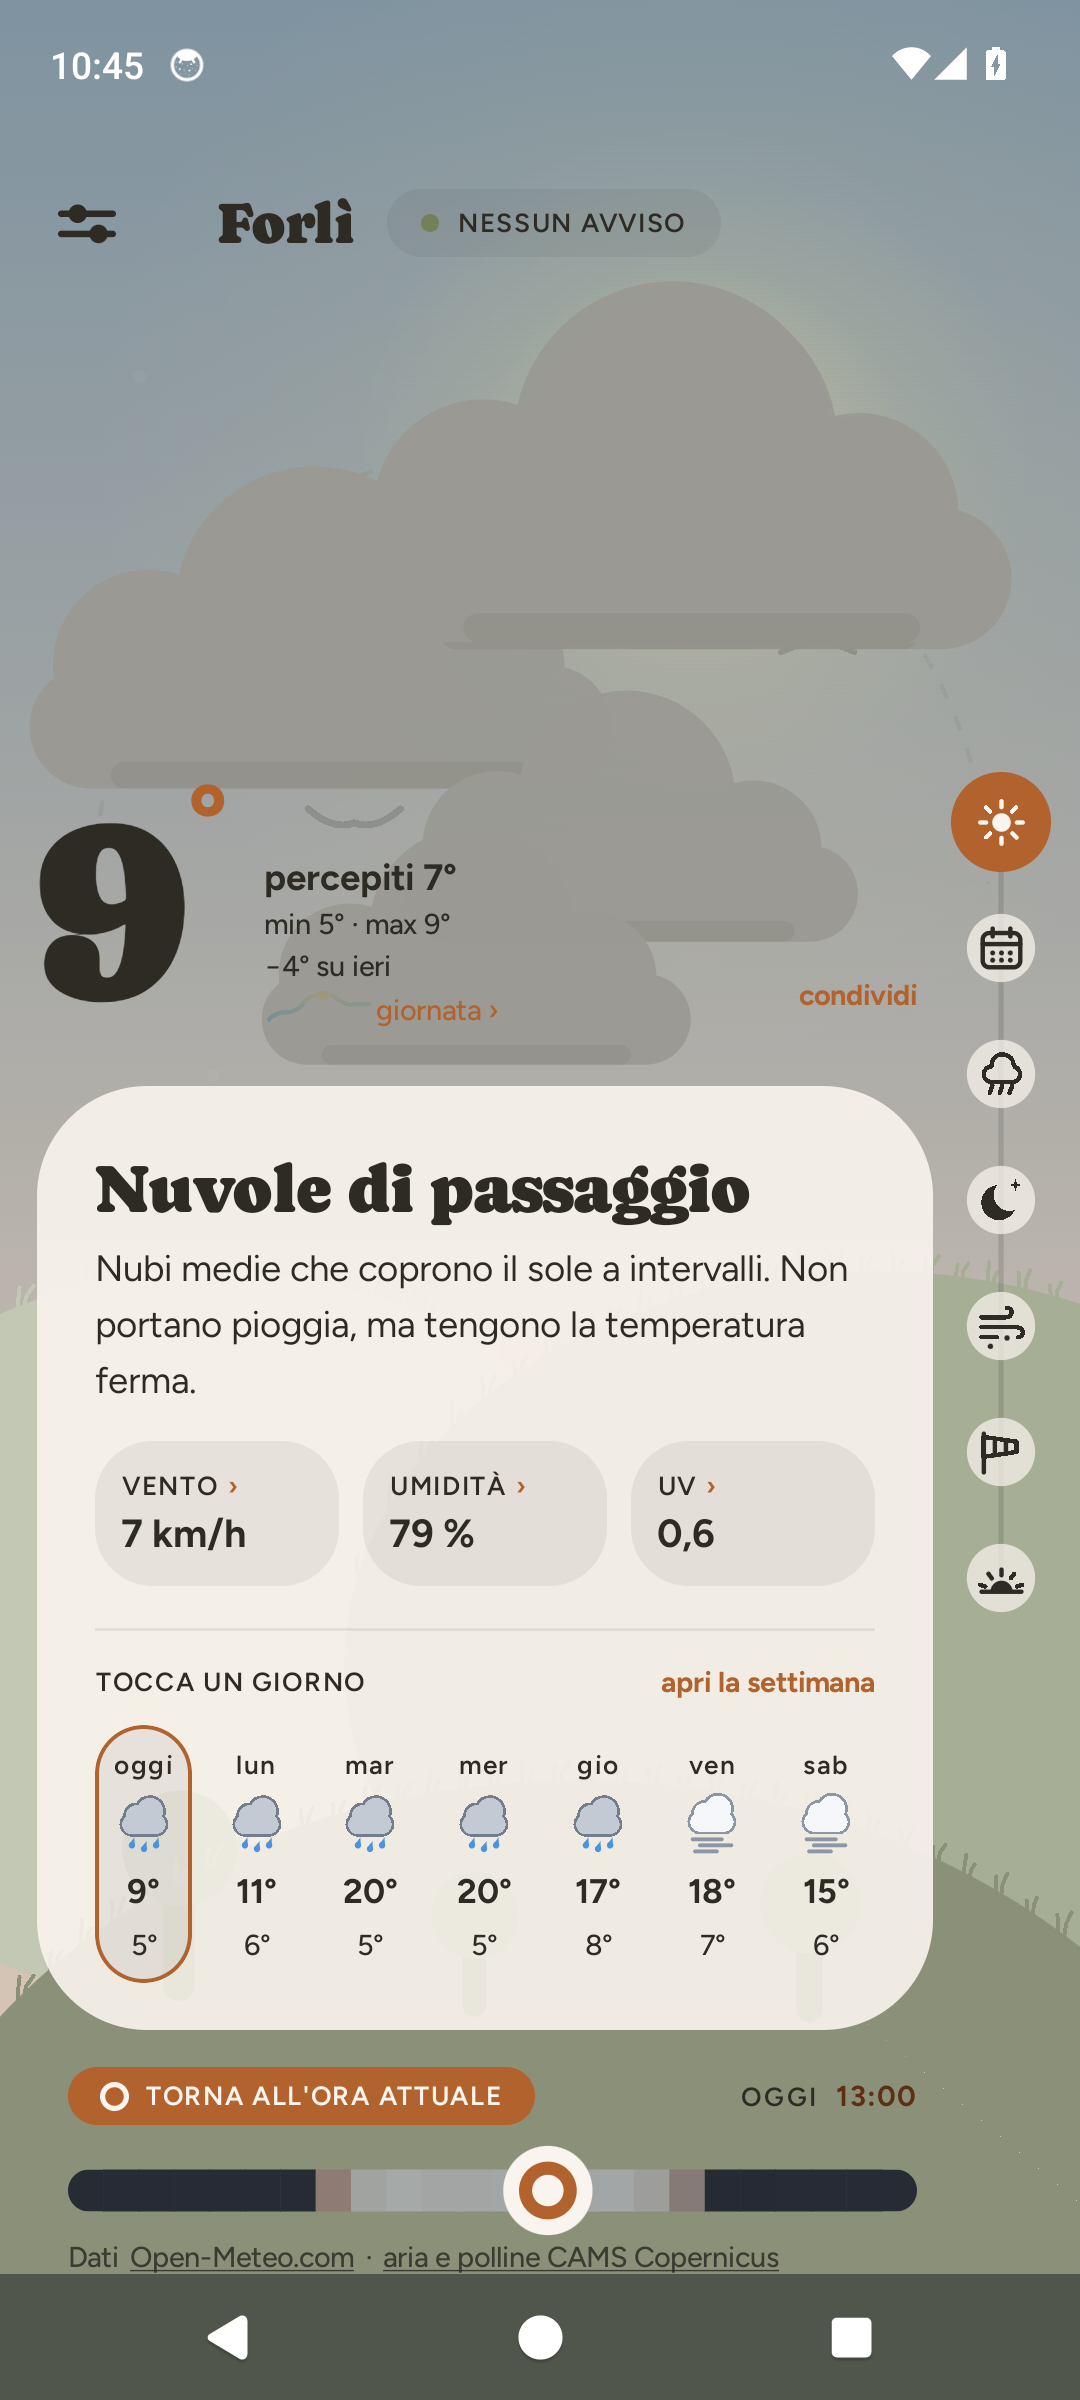 10:45
Forlì
NESSUN AVVISO
9
percepiti 7°
min 5° · max 9°
−4° su ieri
giornata ›
condividi
Nuvole di passaggio
Nubi medie che coprono il sole a intervalli. Non
portano pioggia, ma tengono la temperatura
ferma.
VENTO › UMIDITÀ › UV ›
7 km/h 79 % 0,6
TOCCA UN GIORNO apri la settimana
oggi lun mar mer gio ven sab
9° 11° 20° 20° 17° 18° 15°
5° 6° 5° 5° 8° 7° 6°
TORNA ALL'ORA ATTUALE OGGI 13:00
Dati Open-Meteo.com · aria e polline CAMS Copernicus